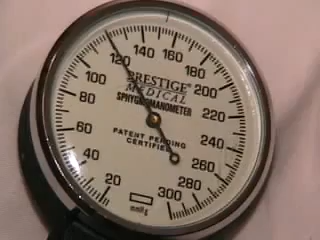 140 160
120 180
100 200
80 220
60 240
40 260
20 280
300
PRESTIGE®
MEDICAL
SPHYGMOMANOMETER
PATENT PENDING
CERTIFIED
mmHg